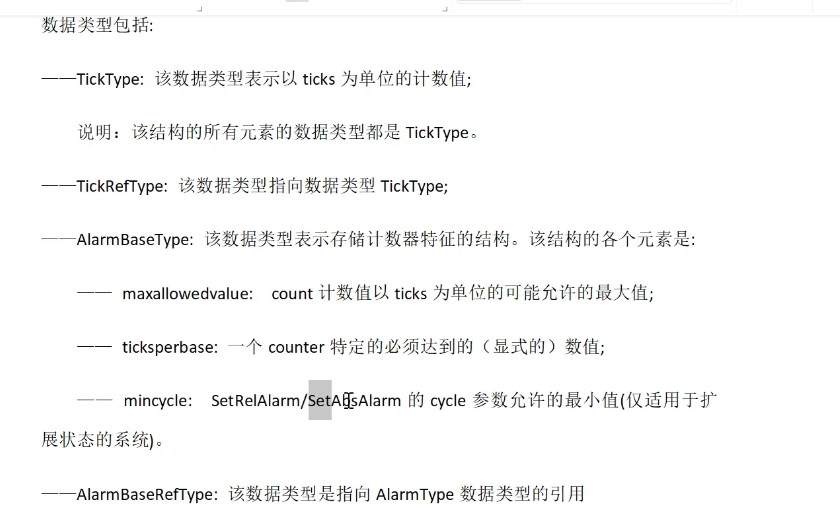 数据类型包括:
——TickType: 该数据类型表示以 ticks 为单位的计数值;
说明：该结构的所有元素的数据类型都是 TickType。
——TickRefType: 该数据类型指向数据类型 TickType;
——AlarmBaseType: 该数据类型表示存储计数器特征的结构。该结构的各个元素是:
—— maxallowedvalue: count 计数值以 ticks 为单位的可能允许的最大值;
—— ticksperbase: 一个 counter 特定的必须达到的（显式的）数值;
—— mincycle: SetRelAlarm/SetAbsAlarm 的 cycle 参数允许的最小值(仅适用于扩
展状态的系统)。
——AlarmBaseRefType: 该数据类型是指向 AlarmType 数据类型的引用